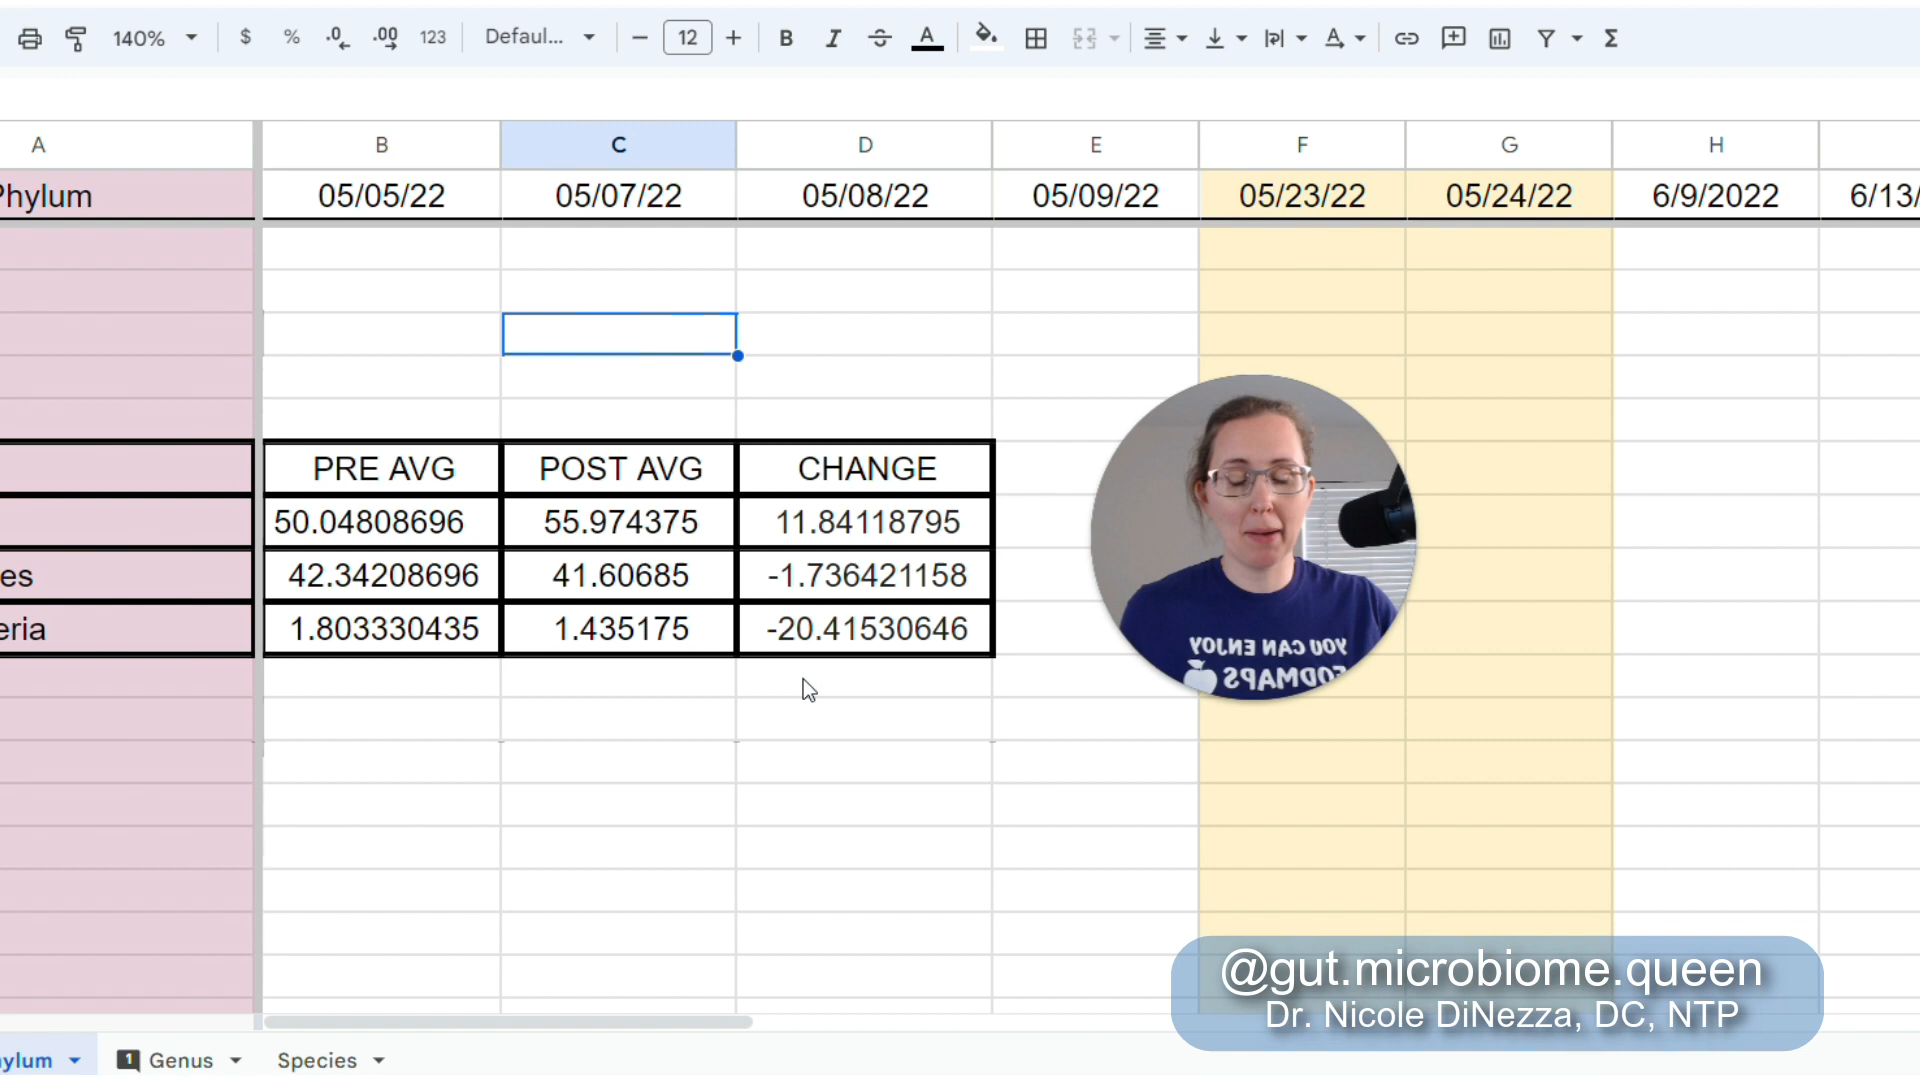 140% $ % .0 .00 123 Defaul... 12 B I S A
A B C D E F G H
Phylum 05/05/22 05/07/22 05/08/22 05/09/22 05/23/22 05/24/22 6/9/2022 6/13/
PRE AVG POST AVG CHANGE
50.04808696 55.974375 11.84118795
es 42.34208696 41.60685 -1.736421158
eria 1.803330435 1.435175 -20.41530646
YOU CAN ENJOY
FODMAPS
@gut.microbiome.queen
Dr. Nicole DiNezza, DC, NTP
hylum 1 Genus Species